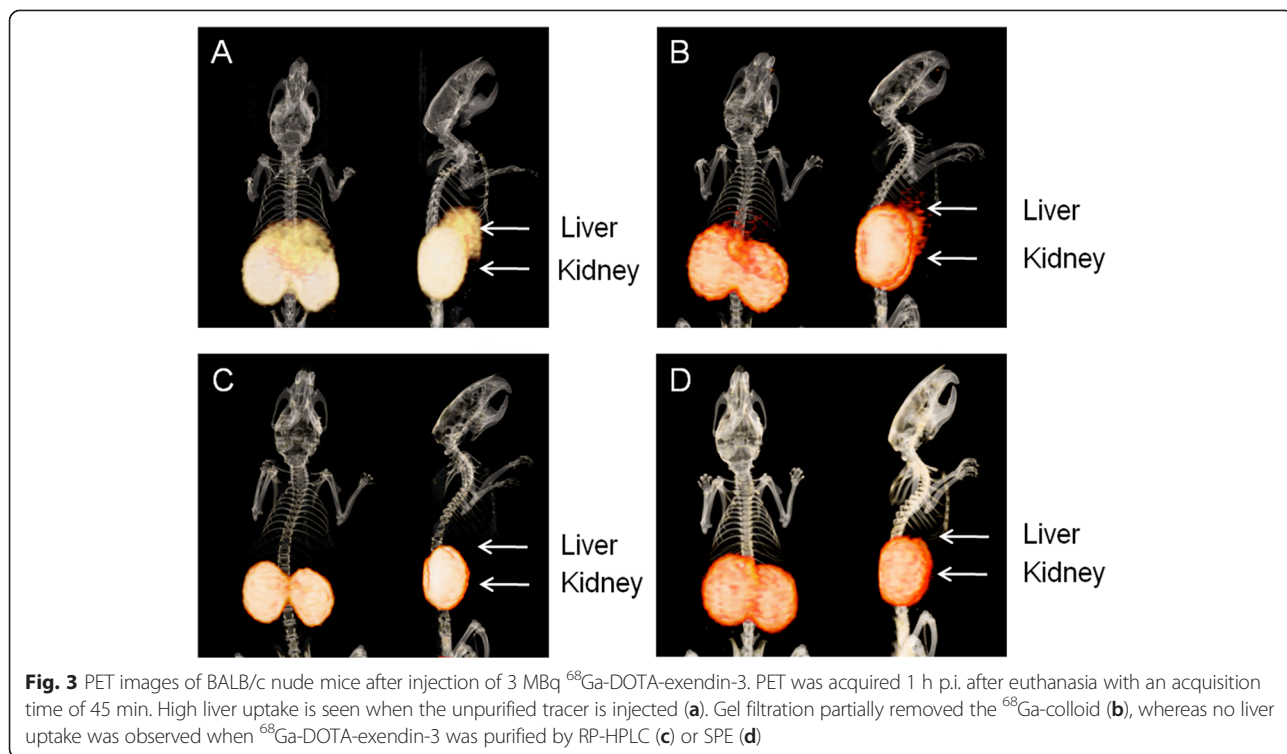 A
Liver
Kidney
B
Liver
Kidney
C
Liver
Kidney
D
Liver
Kidney
Fig. 3 PET images of BALB/c nude mice after injection of 3 MBq ⁶⁸Ga-DOTA-exendin-3. PET was acquired 1 h p.i. after euthanasia with an acquisition
time of 45 min. High liver uptake is seen when the unpurified tracer is injected (a). Gel filtration partially removed the ⁶⁸Ga-colloid (b), whereas no liver
uptake was observed when ⁶⁸Ga-DOTA-exendin-3 was purified by RP-HPLC (c) or SPE (d)